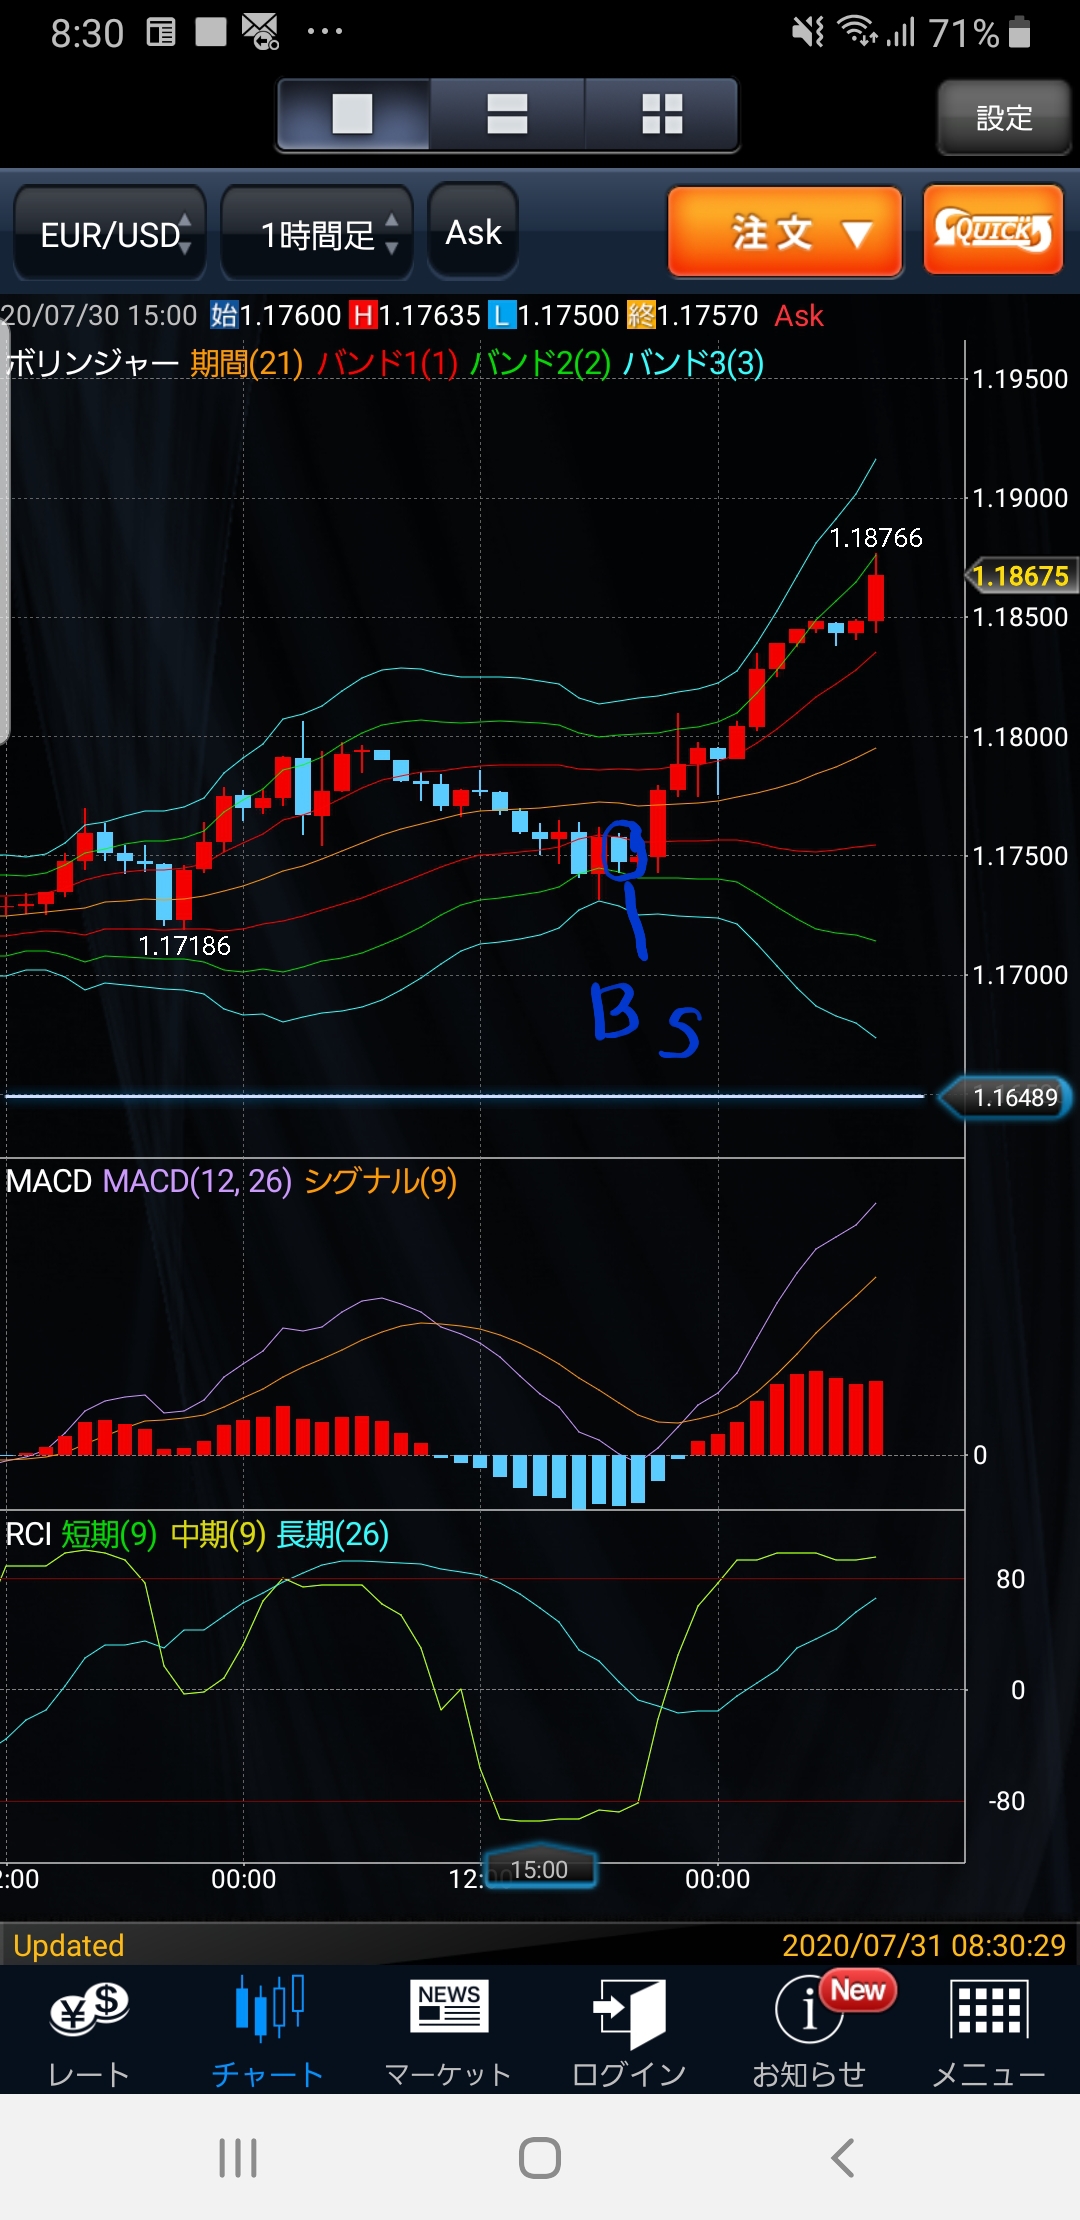 8:30 71%
設定
EUR/USD 1時間足 Ask 注文 ▼ QUICK
20/07/30 15:00 始1.17600 H1.17635 L1.17500 終1.17570 Ask
ボリンジャー 期間(21) バンド1(1) バンド2(2) バンド3(3)
1.19500
1.19000
1.18766
1.18675
1.18500
1.18000
1.17500
1.17186
1.17000
B S
1.16489
MACD MACD(12, 26) シグナル(9)
0
RCI 短期(9) 中期(9) 長期(26)
80
0
-80
2:00 00:00 12: 15:00 00:00
Updated 2020/07/31 08:30:29
NEWS New
レート チャート マーケット ログイン お知らせ メニュー